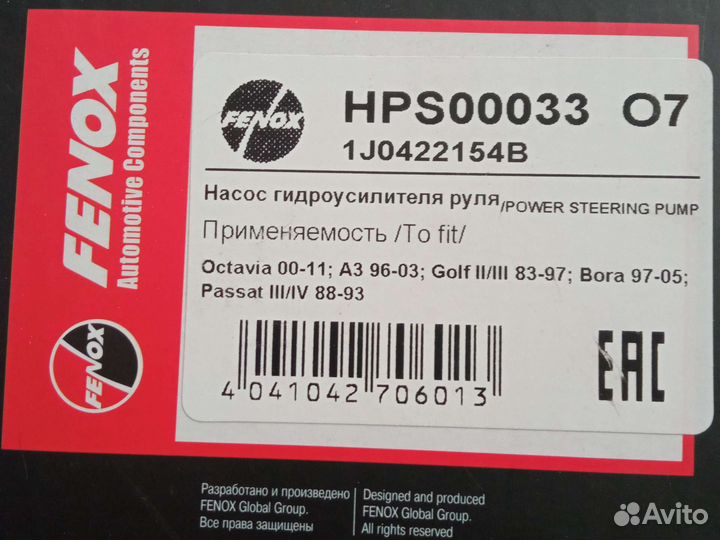 FENOX
Automotive Components
FENOX
FENOX
HPS00033 O7
1J0422154B
Насос гидроусилителя руля/POWER STEERING PUMP
Применяемость /To fit/
Octavia 00-11; A3 96-03; Golf II/III 83-97; Bora 97-05;
Passat III/IV 88-93
4 041042 706013
EAC
Разработано и произведено
FENOX Global Group.
Все права защищены
Designed and produced
FENOX Global Group.
All rights reserved
Avito